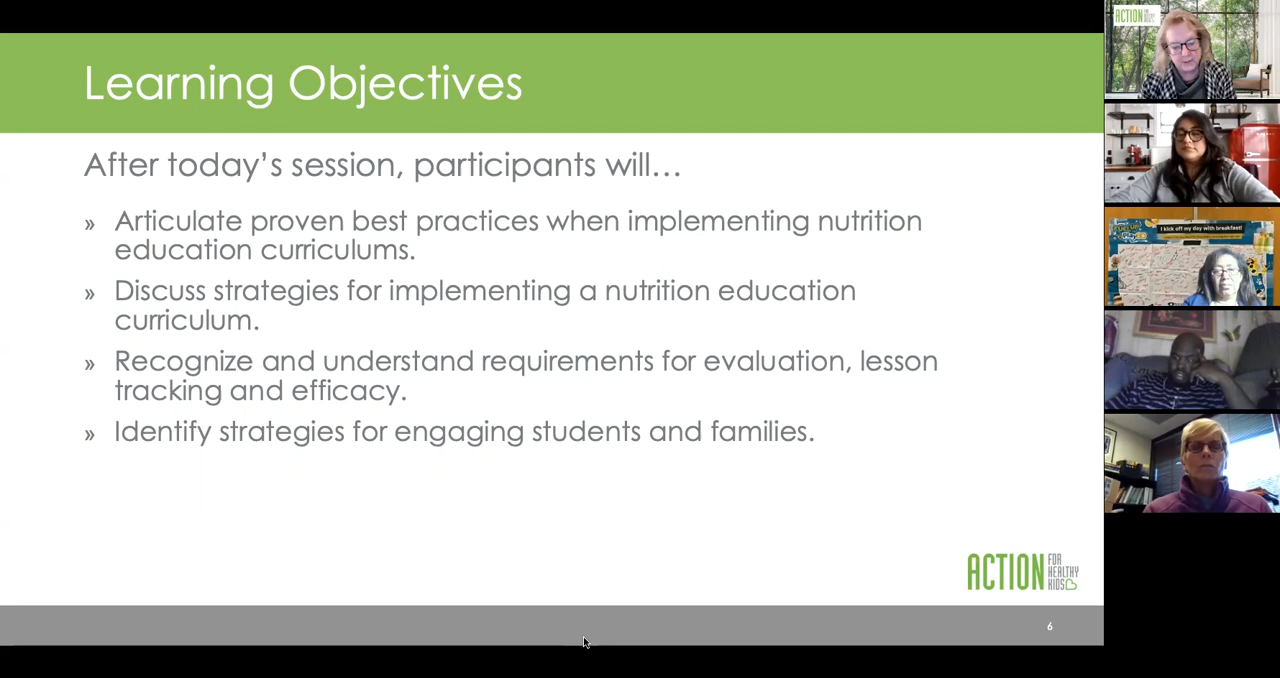 Learning Objectives
After today’s session, participants will…
» Articulate proven best practices when implementing nutrition
education curriculums.
» Discuss strategies for implementing a nutrition education
curriculum.
» Recognize and understand requirements for evaluation, lesson
tracking and efficacy.
» Identify strategies for engaging students and families.
ACTION
FOR
HEALTHY
KIDS
6
ACTION
I kick off my day with breakfast!